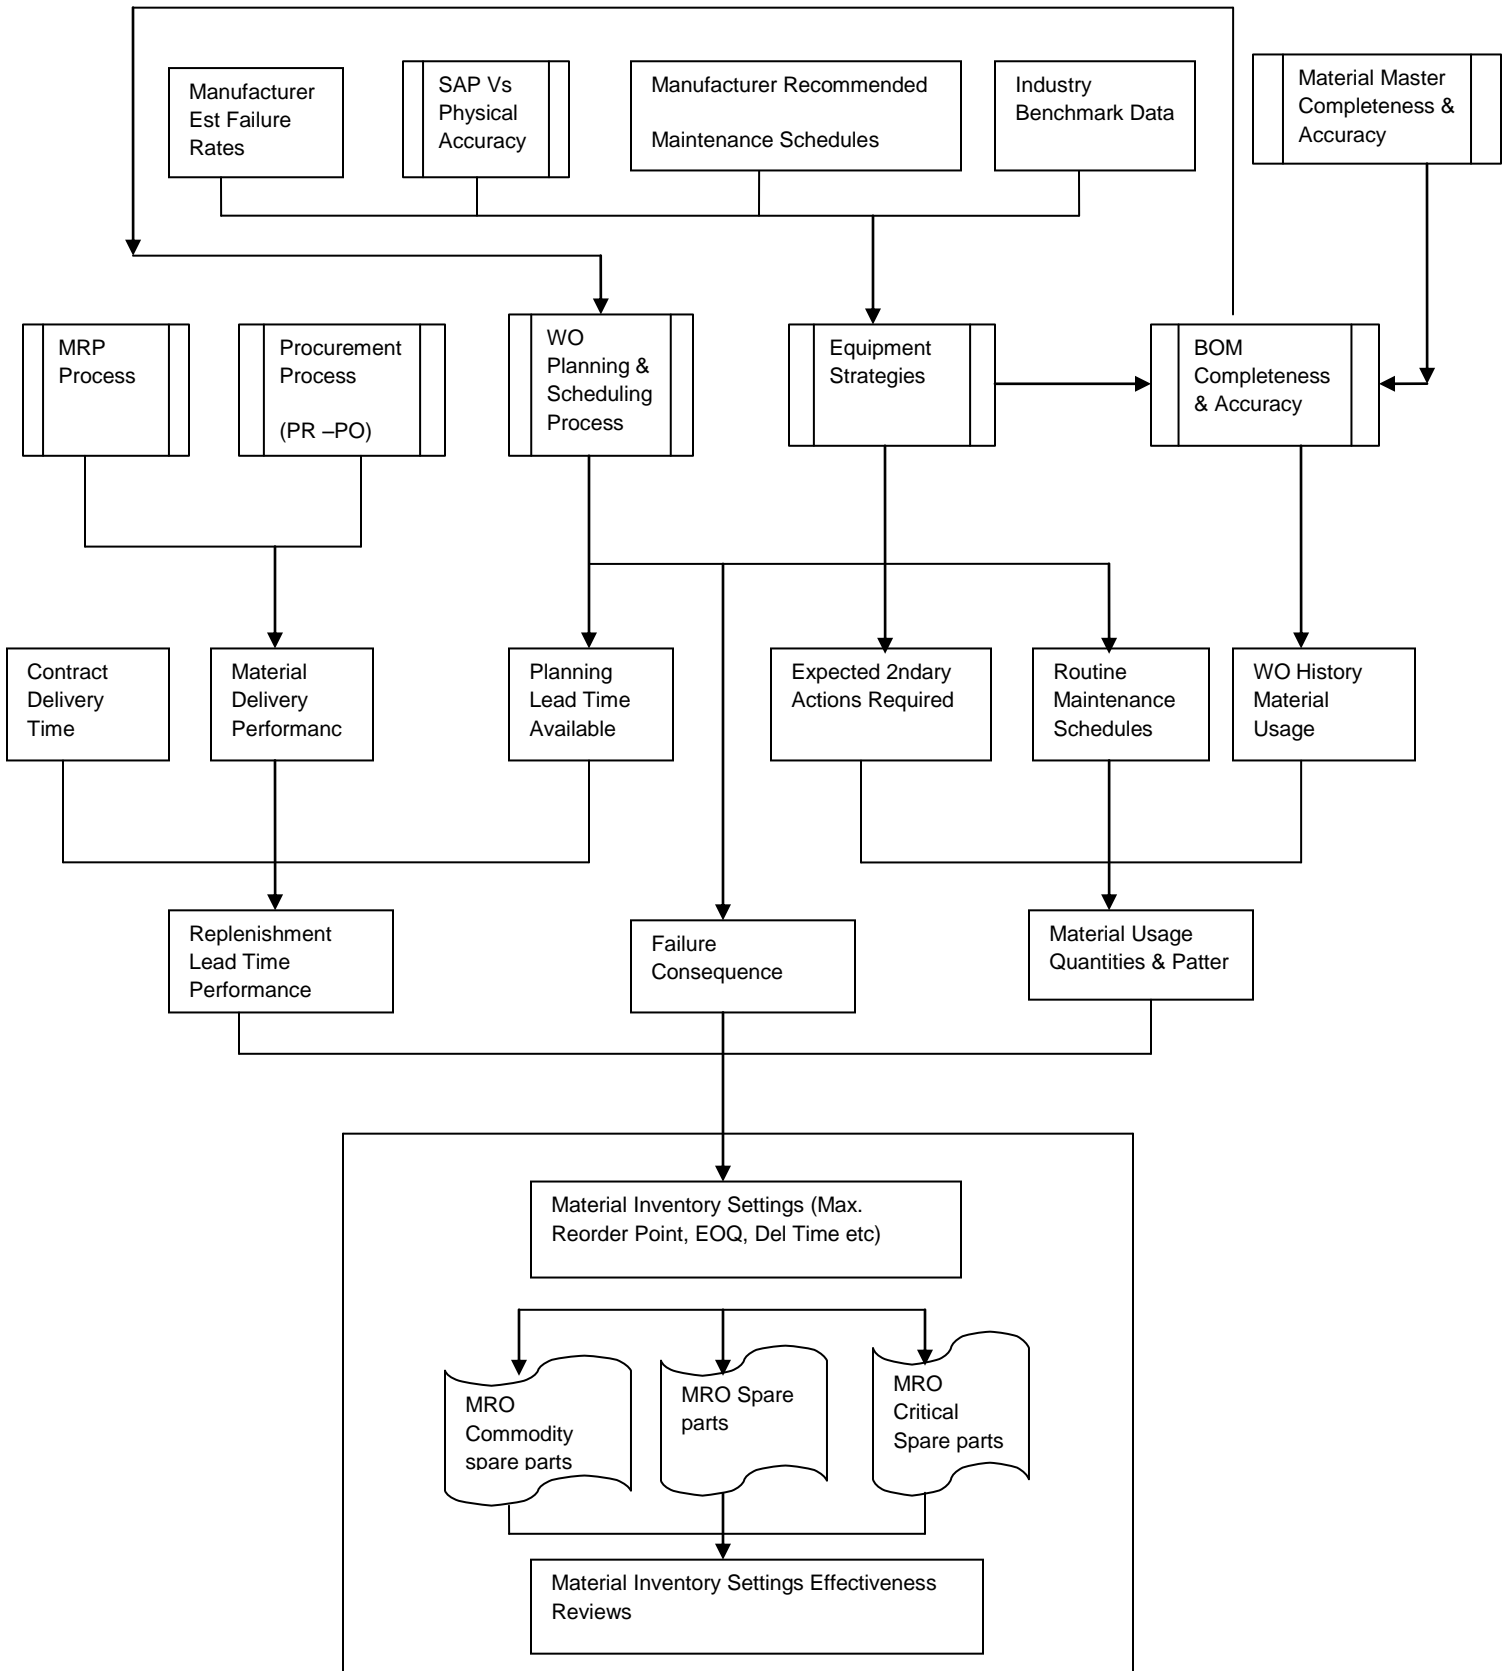 Manufacturer
Est Failure
Rates
SAP Vs
Physical
Accuracy
Manufacturer Recommended
Maintenance Schedules
Industry
Benchmark Data
Material Master
Completeness &
Accuracy
MRP
Process
Procurement
Process
(PR –PO)
WO
Planning &
Scheduling
Process
Equipment
Strategies
BOM
Completeness
& Accuracy
Contract
Delivery
Time
Material
Delivery
Performanc
Planning
Lead Time
Available
Expected 2ndary
Actions Required
Routine
Maintenance
Schedules
WO History
Material
Usage
Replenishment
Lead Time
Performance
Failure
Consequence
Material Usage
Quantities & Patter
Material Inventory Settings (Max.
Reorder Point, EOQ, Del Time etc)
MRO
Commodity
spare parts
MRO Spare
parts
MRO
Critical
Spare parts
Material Inventory Settings Effectiveness
Reviews